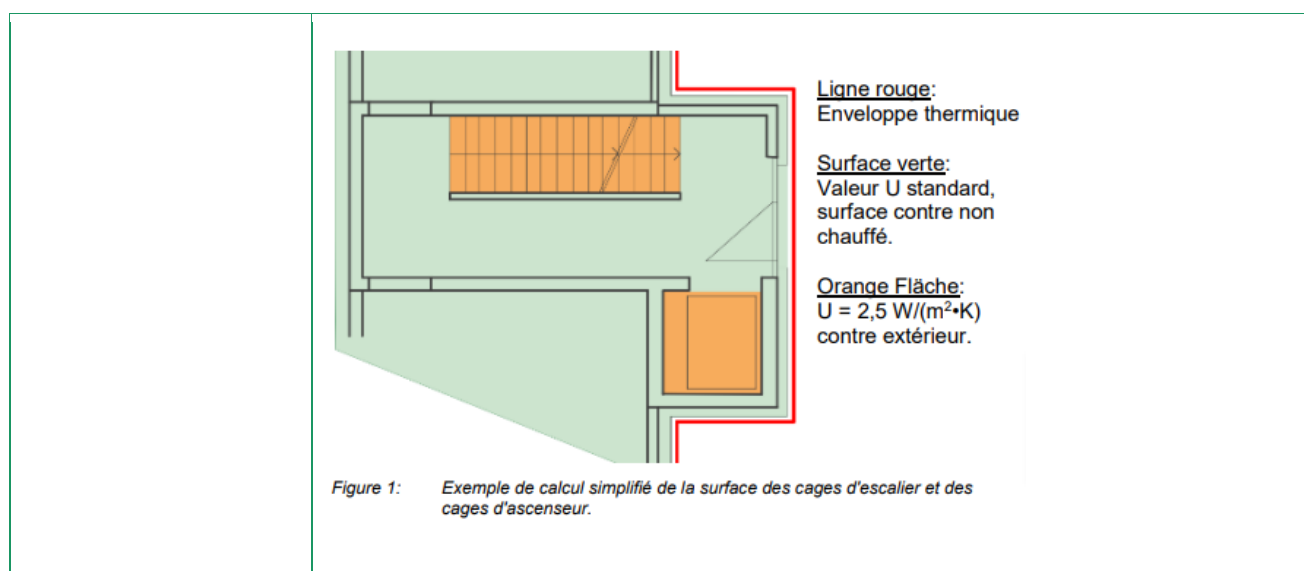 Ligne rouge:
Enveloppe thermique
Surface verte:
Valeur U standard,
surface contre non
chauffé.
Orange Fläche:
U = 2,5 W/(m²•K)
contre extérieur.
Figure 1: Exemple de calcul simplifié de la surface des cages d'escalier et des
cages d'ascenseur.